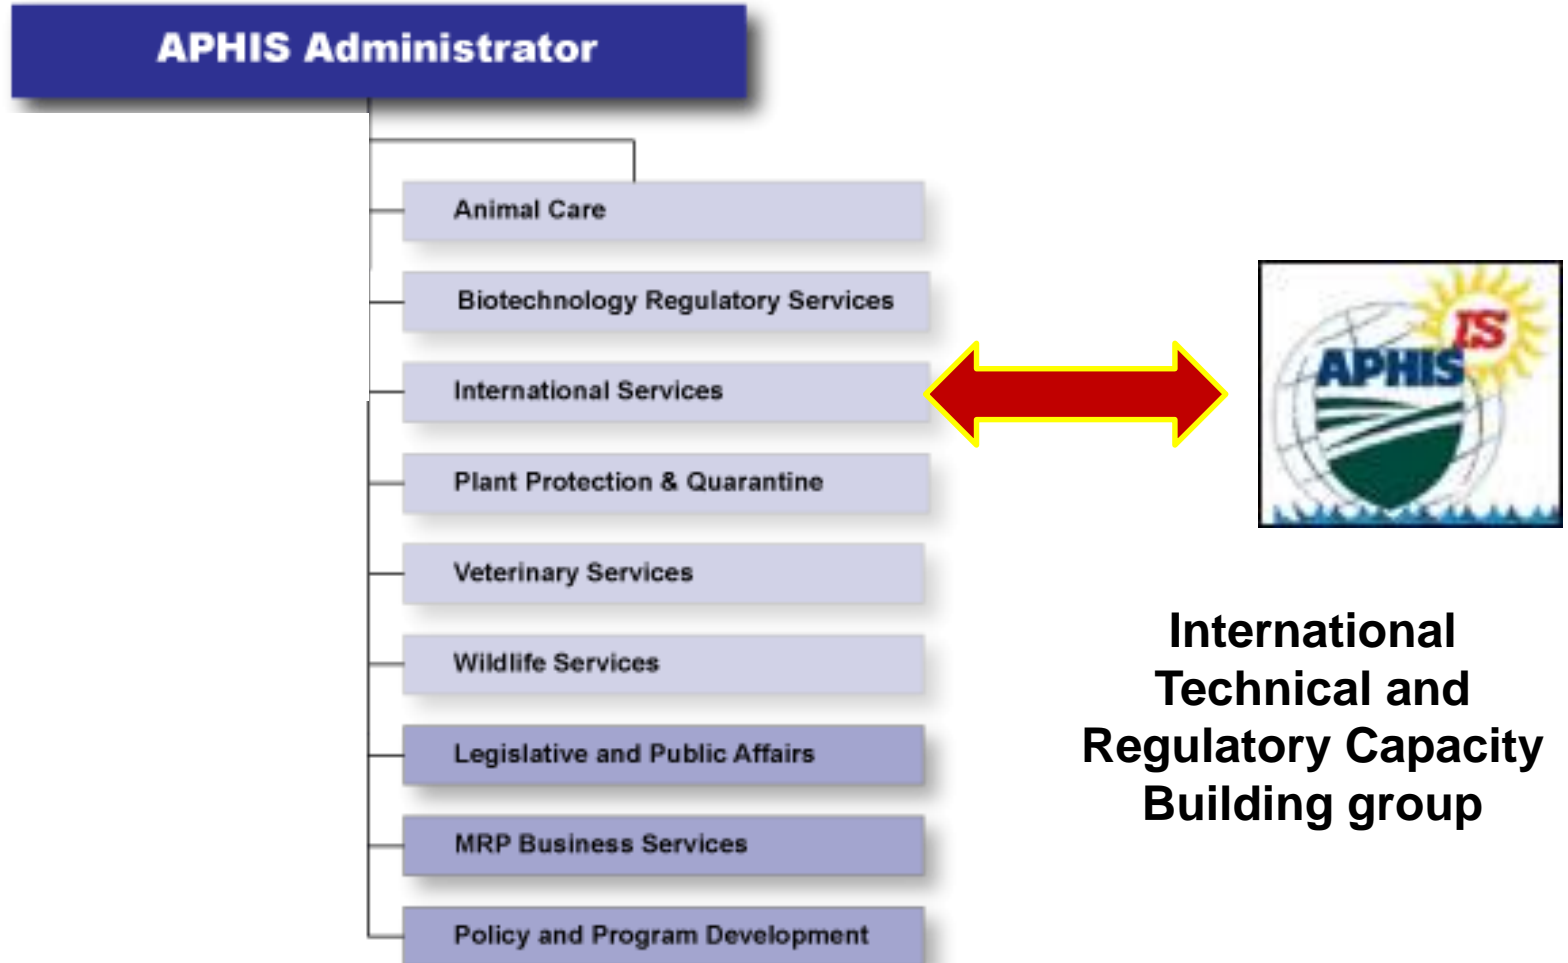 APHIS Administrator
Animal Care
Biotechnology Regulatory Services
International Services
Plant Protection & Quarantine
Veterinary Services
Wildlife Services
Legislative and Public Affairs
MRP Business Services
Policy and Program Development
IS
APHIS
International
Technical and
Regulatory Capacity
Building group